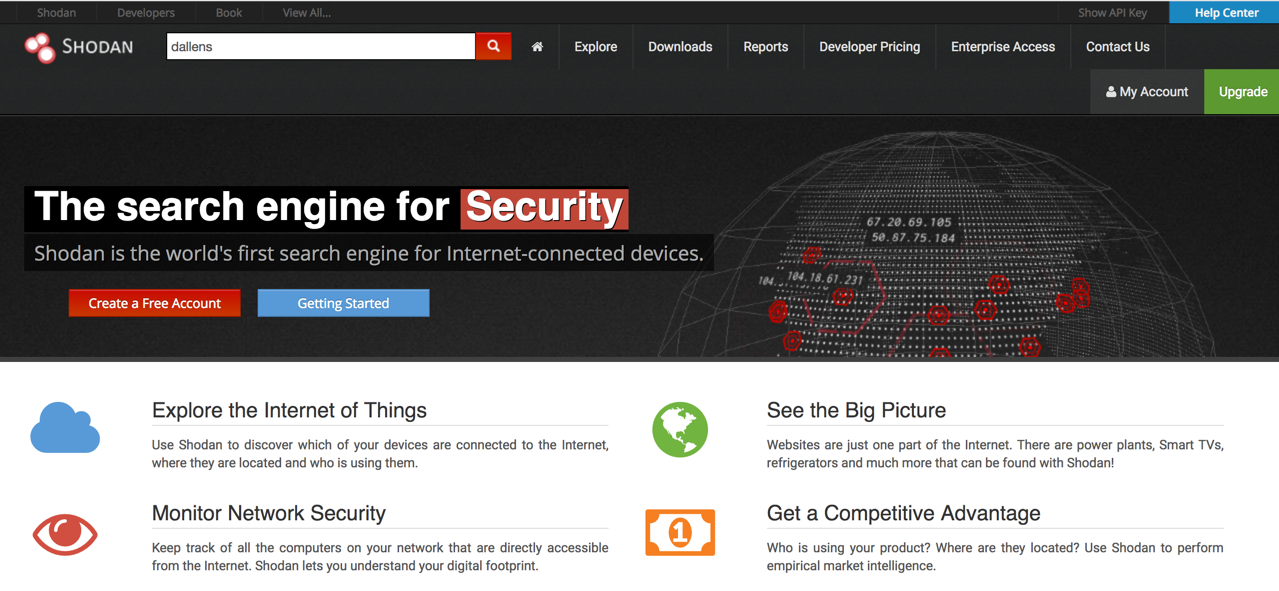 Shodan Developers Book View All... Show API Key Help Center
SHODAN dallens Explore Downloads Reports Developer Pricing Enterprise Access Contact Us
My Account Upgrade
The search engine for Security
Shodan is the world's first search engine for Internet-connected devices.
Create a Free Account Getting Started
67.20.69.105
50.87.75.184
104. 104.18.61.231
Explore the Internet of Things
Use Shodan to discover which of your devices are connected to the Internet,
where they are located and who is using them.
See the Big Picture
Websites are just one part of the Internet. There are power plants, Smart TVs,
refrigerators and much more that can be found with Shodan!
Monitor Network Security
Keep track of all the computers on your network that are directly accessible
from the Internet. Shodan lets you understand your digital footprint.
1
Get a Competitive Advantage
Who is using your product? Where are they located? Use Shodan to perform
empirical market intelligence.